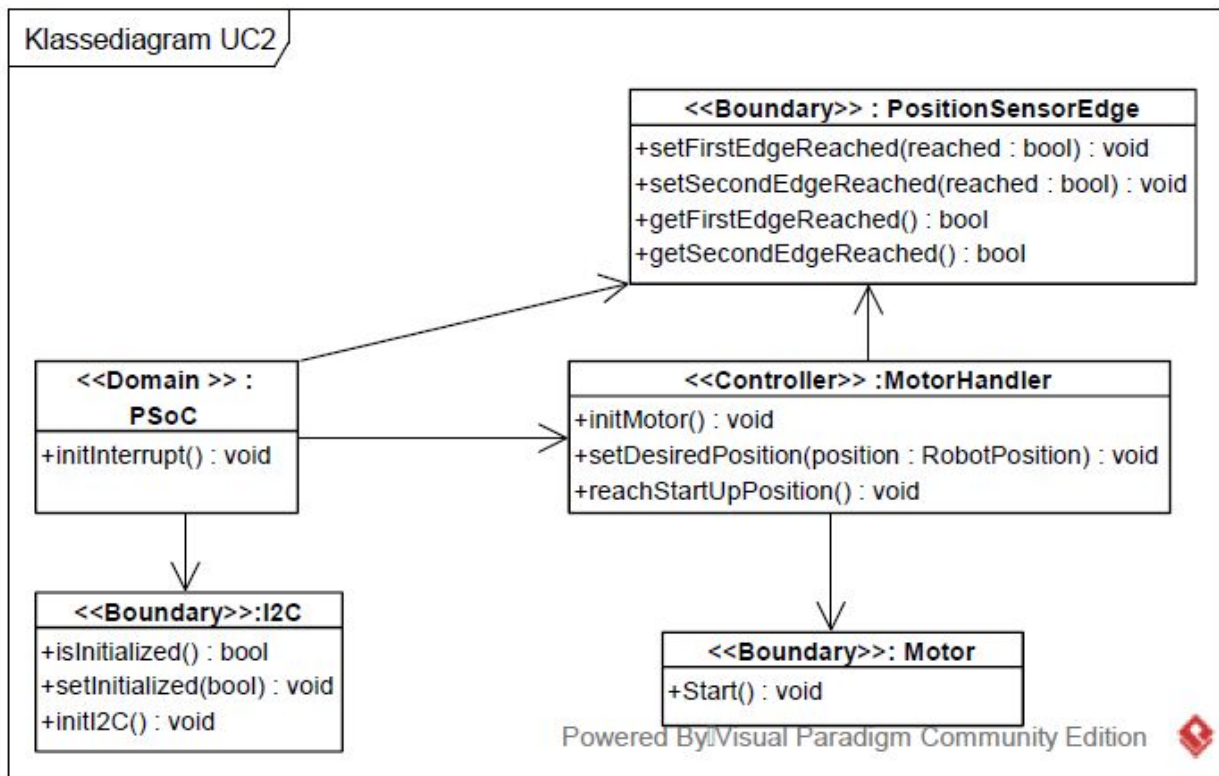 Klassediagram UC2
<<Boundary>> : PositionSensorEdge
+setFirstEdgeReached(reached : bool) : void
+setSecondEdgeReached(reached : bool) : void
+getFirstEdgeReached() : bool
+getSecondEdgeReached() : bool
<<Domain >> :
PSoC
+initInterrupt() : void
<<Controller>> :MotorHandler
+initMotor() : void
+setDesiredPosition(position : RobotPosition) : void
+reachStartUpPosition() : void
<<Boundary>>:I2C
+isInitialized() : bool
+setInitialized(bool) : void
+initI2C() : void
<<Boundary>>: Motor
+Start() : void
Powered By Visual Paradigm Community Edition